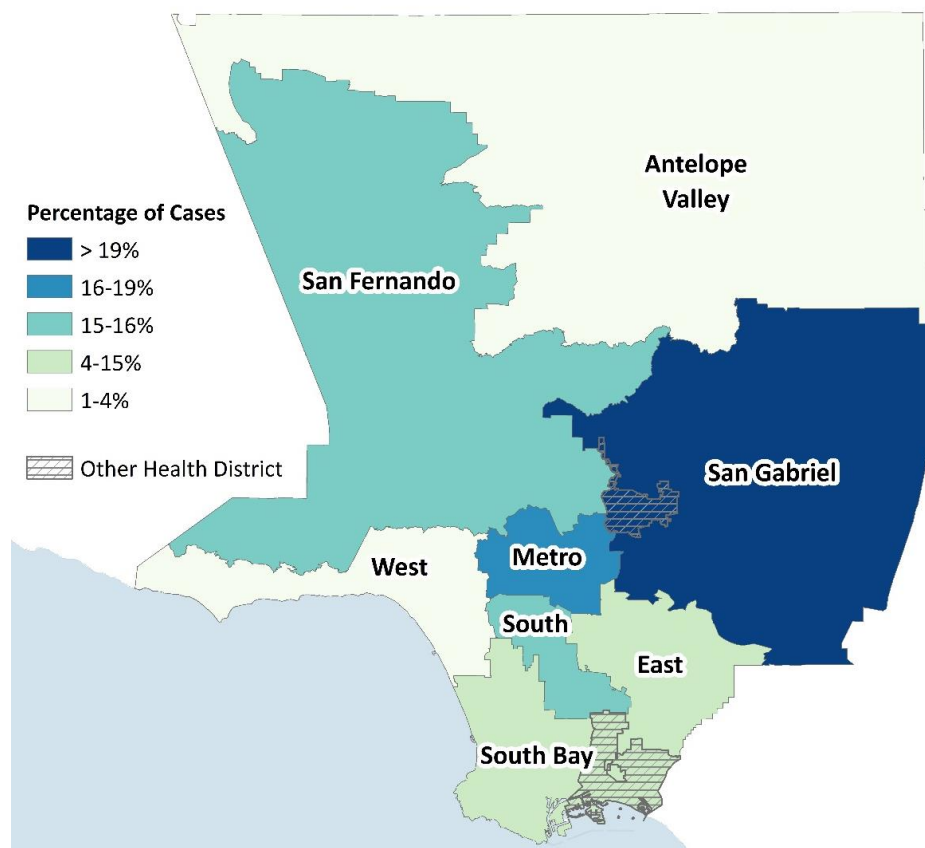 Antelope
Valley
Percentage of Cases
> 19%
16-19%
15-16%
4-15%
1-4%
Other Health District
San Fernando
San Gabriel
West
Metro
South
East
South Bay